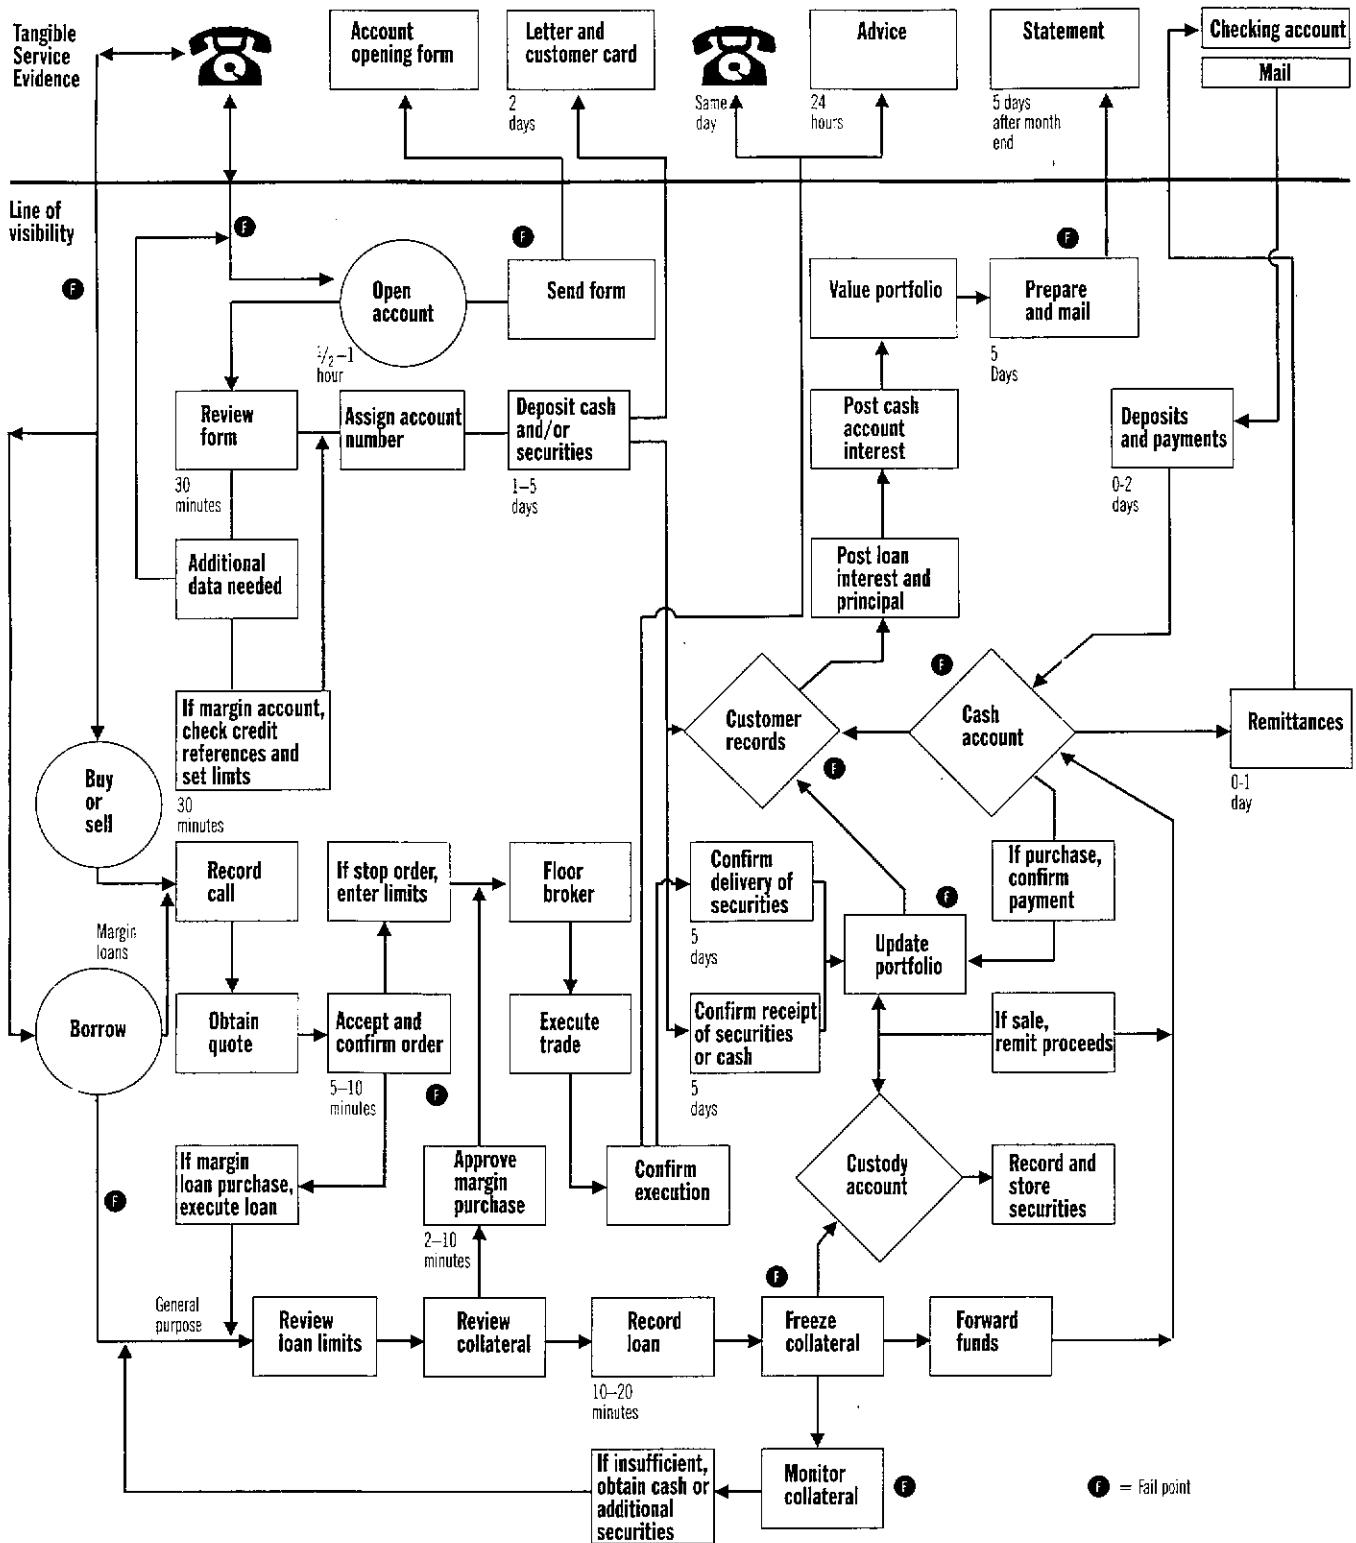 Tangible
Service
Evidence
Account
opening form
Letter and
customer card
2
days
Same
day
Advice
24
hours
Statement
5 days
after month
end
Checking account
Mail
Line of
visibility
F
F
F
F
Open
account
½–1
hour
Send form
Value portfolio
Prepare
and mail
5
Days
Review
form
30
minutes
Assign account
number
Deposit cash
and/or
securities
1–5
days
Post cash
account
interest
Deposits
and payments
0-2
days
Additional
data needed
Post loan
interest and
principal
If margin account,
check credit
references and
set limts
30
minutes
Customer
records
F
F
Cash
account
Remittances
0-1
day
Buy
or
sell
Record
call
If stop order,
enter limits
Floor
broker
Confirm
delivery of
securities
5
days
If purchase,
confirm
payment
F
Update
portfolio
Margin
loans
Borrow
Obtain
quote
Accept and
confirm order
5–10
minutes
F
Execute
trade
Confirm receipt
of securities
or cash
5
days
If sale,
remit proceeds
If margin
loan purchase,
execute loan
F
Approve
margin
purchase
2–10
minutes
Confirm
execution
Custody
account
Record and
store
securities
General
purpose
Review
loan limits
Review
collateral
Record
loan
10–20
minutes
F
Freeze
collateral
Forward
funds
If insufficient,
obtain cash or
additional
securities
Monitor
collateral
F
F = Fail point